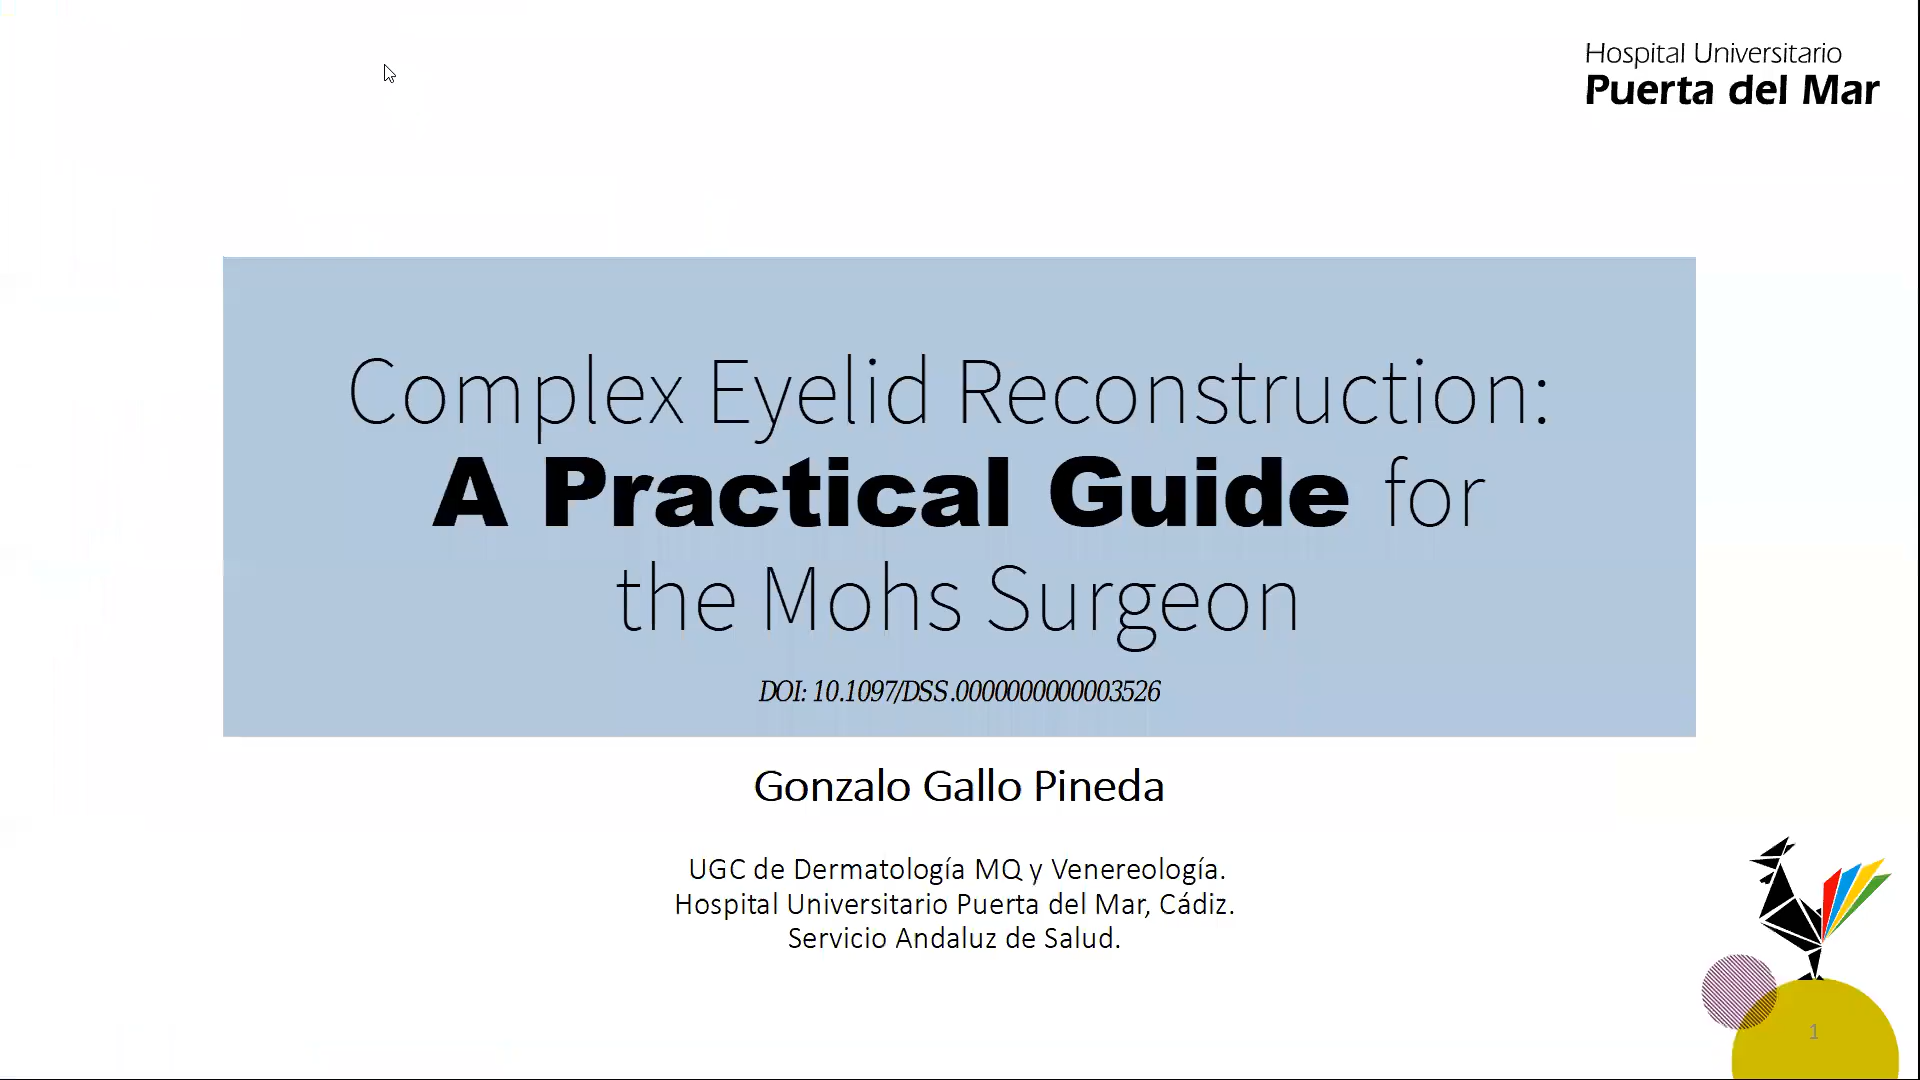 Hospital Universitario
Puerta del Mar
Complex Eyelid Reconstruction:
A Practical Guide for
the Mohs Surgeon
DOI: 10.1097/DSS.0000000000003526
Gonzalo Gallo Pineda
UGC de Dermatología MQ y Venereología.
Hospital Universitario Puerta del Mar, Cádiz.
Servicio Andaluz de Salud.
1